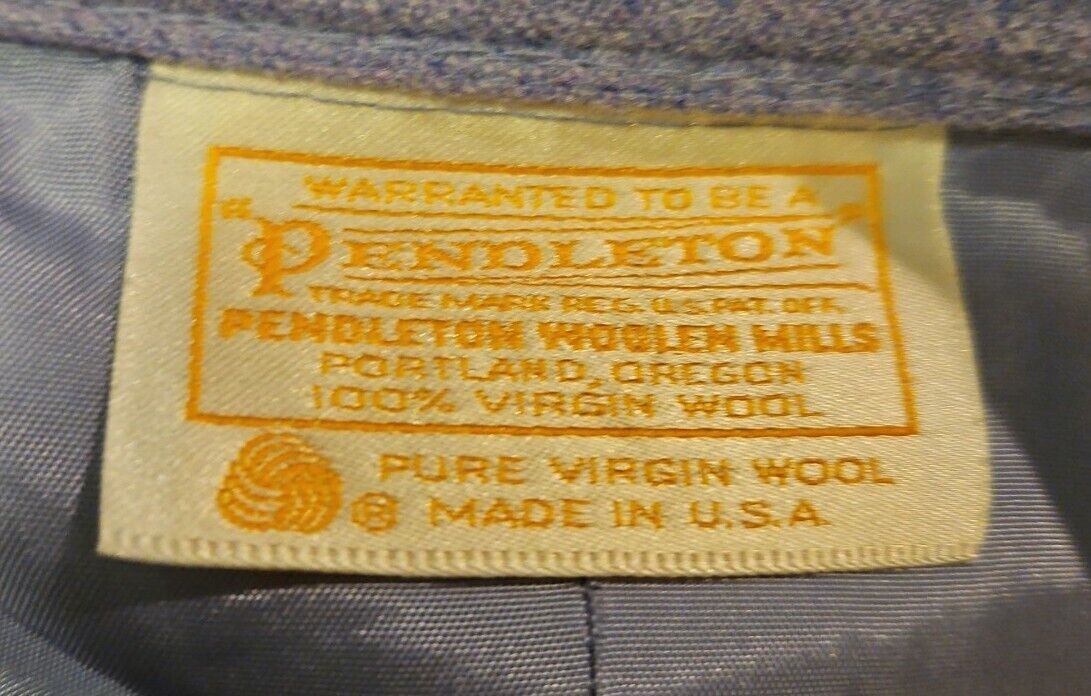 WARRANTED TO BE A
"PENDLETON"
TRADE MARK REG. U.S. PAT. OFF.
PENDLETON WOOLEN MILLS
PORTLAND, OREGON
100% VIRGIN WOOL
PURE VIRGIN WOOL
® MADE IN U.S.A.